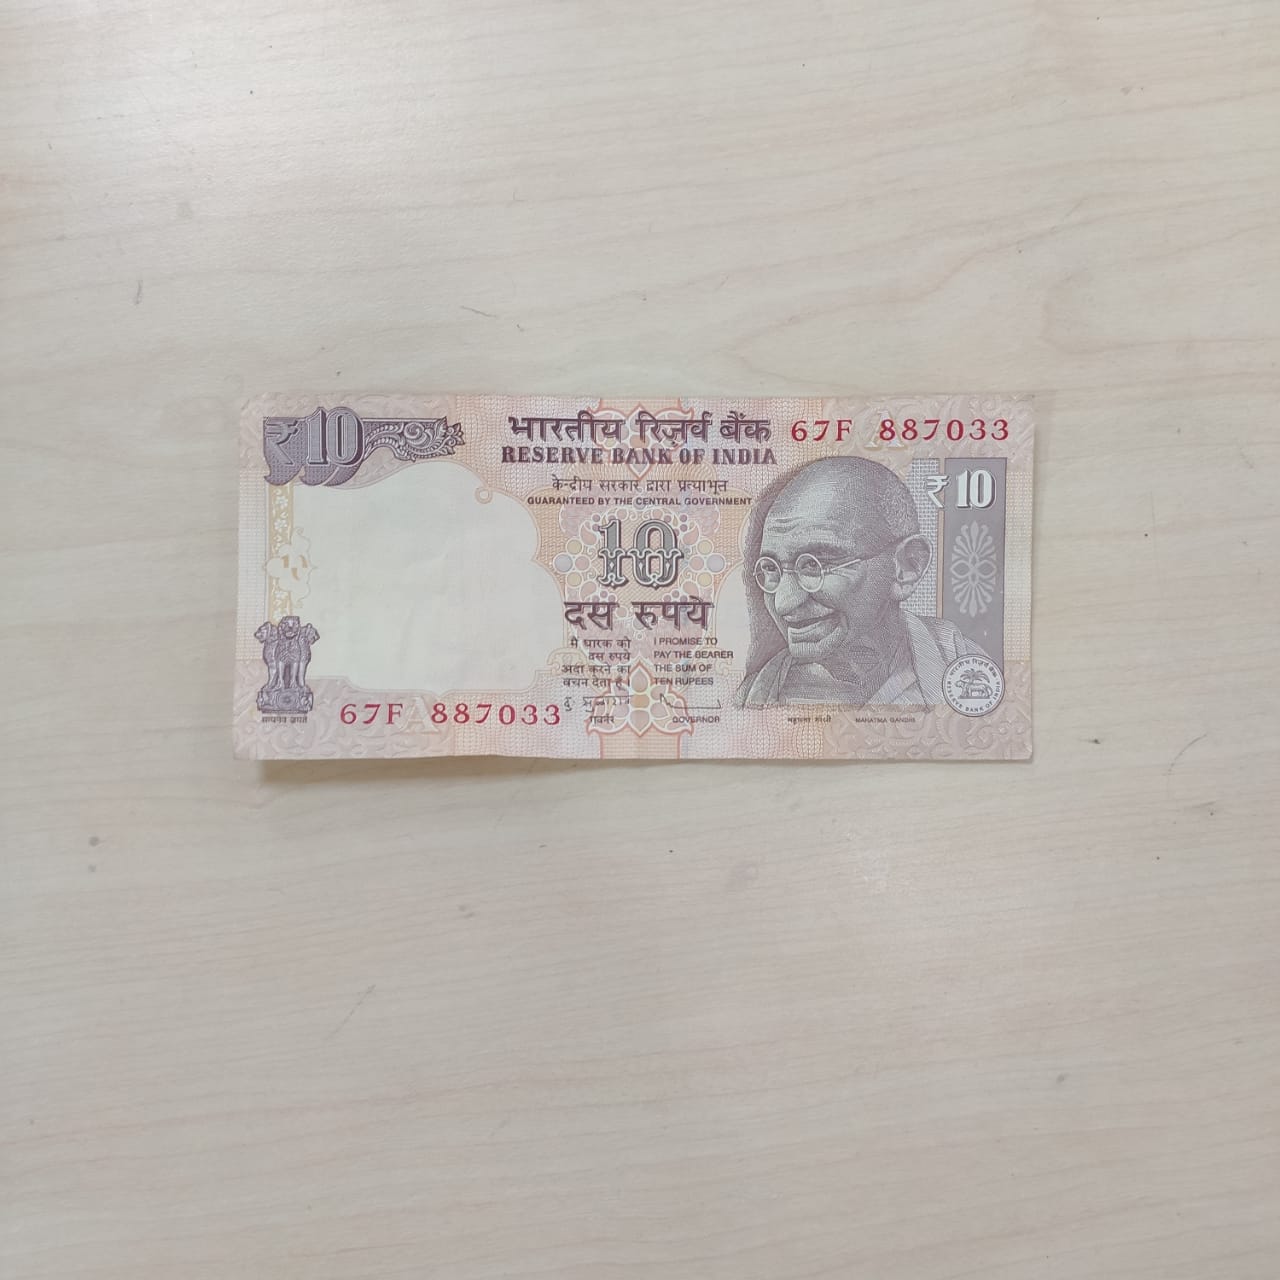 ₹10
भारतीय रिज़र्व बैंक
RESERVE BANK OF INDIA
67F 887033
केन्द्रीय सरकार द्वारा प्रत्याभूत
GUARANTEED BY THE CENTRAL GOVERNMENT
₹ 10
10
दस रुपये
मैं धारक को
दस रुपये
अदा करने का
वचन देता हूँ।
I PROMISE TO
PAY THE BEARER
THE SUM OF
TEN RUPEES
गवर्नर
GOVERNOR
सत्यमेव जयते
67F 887033
महात्मा गांधी
MAHATMA GANDHI
भारतीय रिज़र्व बैंक
RESERVE BANK OF INDIA